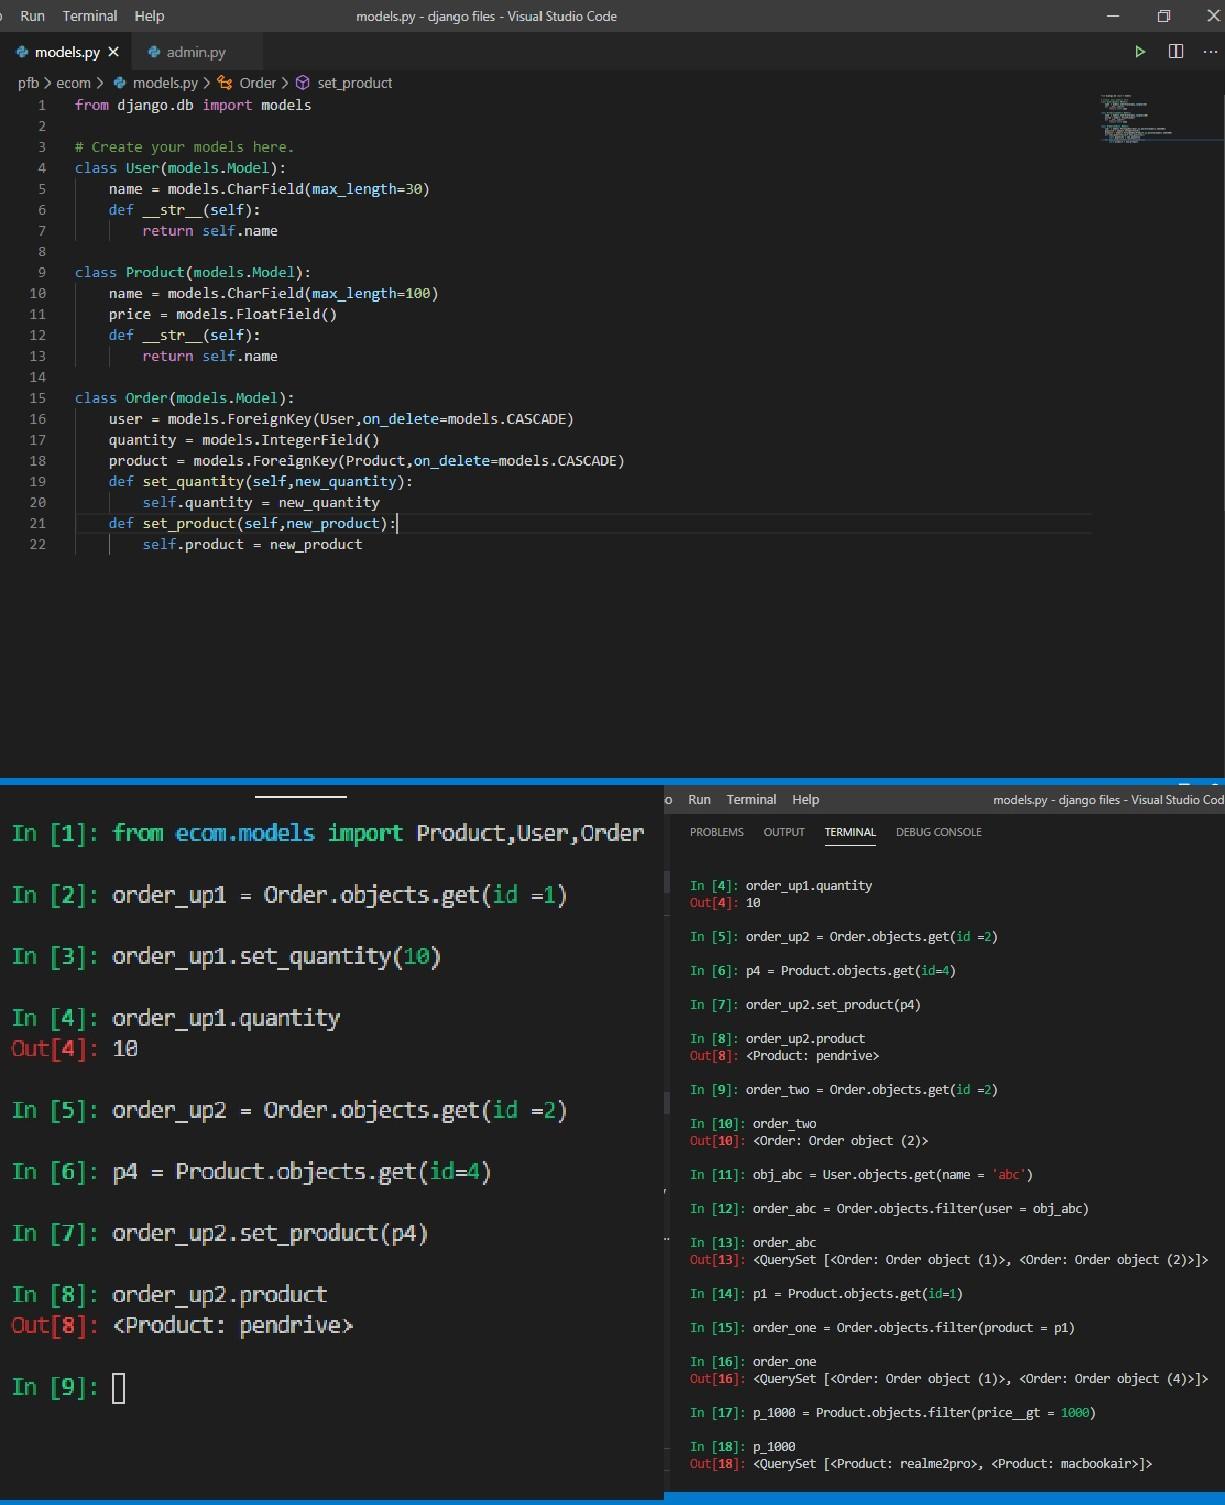 Run Terminal Help models.py - django files - Visual Studio Code
models.py admin.py
pfb > ecom > models.py > Order > set_product
1 from django.db import models
2
3 # Create your models here.
4 class User(models.Model):
5     name = models.CharField(max_length=30)
6     def __str__(self):
7         return self.name
8
9 class Product(models.Model):
10     name = models.CharField(max_length=100)
11     price = models.FloatField()
12     def __str__(self):
13         return self.name
14
15 class Order(models.Model):
16     user = models.ForeignKey(User,on_delete=models.CASCADE)
17     quantity = models.IntegerField()
18     product = models.ForeignKey(Product,on_delete=models.CASCADE)
19     def set_quantity(self,new_quantity):
20         self.quantity = new_quantity
21     def set_product(self,new_product):
22         self.product = new_product
In [1]: from ecom.models import Product,User,Order
In [2]: order_up1 = Order.objects.get(id =1)
In [3]: order_up1.set_quantity(10)
In [4]: order_up1.quantity
Out[4]: 10
In [5]: order_up2 = Order.objects.get(id =2)
In [6]: p4 = Product.objects.get(id=4)
In [7]: order_up2.set_product(p4)
In [8]: order_up2.product
Out[8]: <Product: pendrive>
In [9]:
o Run Terminal Help models.py - django files - Visual Studio Cod
PROBLEMS OUTPUT TERMINAL DEBUG CONSOLE
In [4]: order_up1.quantity
Out[4]: 10
In [5]: order_up2 = Order.objects.get(id =2)
In [6]: p4 = Product.objects.get(id=4)
In [7]: order_up2.set_product(p4)
In [8]: order_up2.product
Out[8]: <Product: pendrive>
In [9]: order_two = Order.objects.get(id =2)
In [10]: order_two
Out[10]: <Order: Order object (2)>
In [11]: obj_abc = User.objects.get(name = 'abc')
In [12]: order_abc = Order.objects.filter(user = obj_abc)
In [13]: order_abc
Out[13]: <QuerySet [<Order: Order object (1)>, <Order: Order object (2)>]>
In [14]: p1 = Product.objects.get(id=1)
In [15]: order_one = Order.objects.filter(product = p1)
In [16]: order_one
Out[16]: <QuerySet [<Order: Order object (1)>, <Order: Order object (4)>]>
In [17]: p_1000 = Product.objects.filter(price__gt = 1000)
In [18]: p_1000
Out[18]: <QuerySet [<Product: realme2pro>, <Product: macbookair>]>